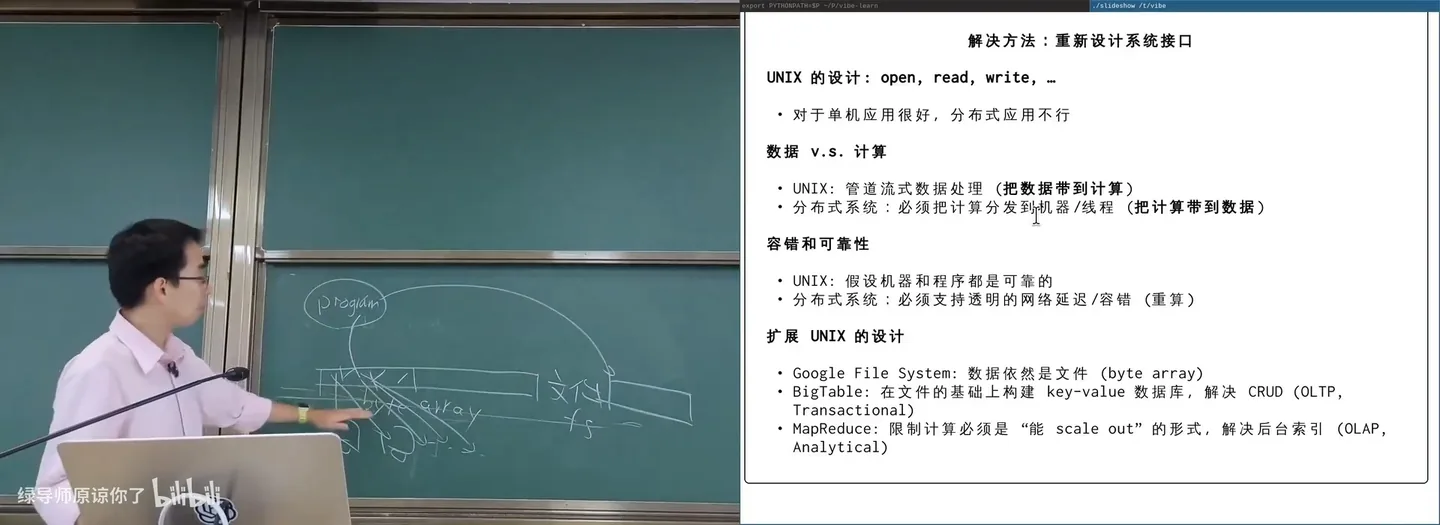 export PYTHONPATH=$P ~/P/vibe-learn
./slideshow /t/vibe
解决方法：重新设计系统接口
UNIX 的设计: open, read, write, …
• 对于单机应用很好, 分布式应用不行
数据 v.s. 计算
• UNIX: 管道流式数据处理 (把数据带到计算)
• 分布式系统：必须把计算分发到机器/线程 (把计算带到数据)
容错和可靠性
• UNIX: 假设机器和程序都是可靠的
• 分布式系统：必须支持透明的网络延迟/容错 (重算)
扩展 UNIX 的设计
• Google File System: 数据依然是文件 (byte array)
• BigTable: 在文件的基础上构建 key-value 数据库, 解决 CRUD (OLTP,
Transactional)
• MapReduce: 限制计算必须是 “能 scale out” 的形式, 解决后台索引 (OLAP,
Analytical)
program
文件
byte array
fs
绿导师原谅你了 bilibili